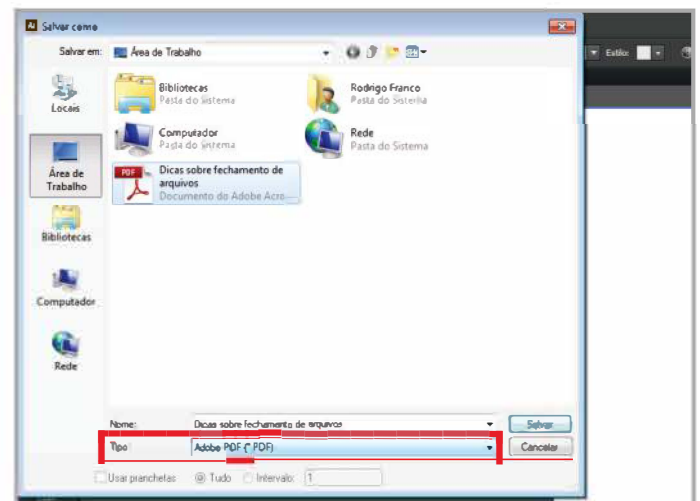 Ai Salvar como
Salvar em: Área de Trabalho
Estilo:
Locais
Área de
Trabalho
Bibliotecas
Computador
Rede
Bibliotecas
Pasta do Sistema
Rodrigo Franco
Pasta do Sistema
Computador
Pasta do Sistema
Rede
Pasta do Sistema
PDF
Dicas sobre fechamento de
arquivos
Documento do Adobe Acro
Nome: Dicas sobre fechamento de arquivos
Salvar
Tipo Adobe PDF (*.PDF)
Cancelar
Usar pranchetas Tudo Intervalo: 1